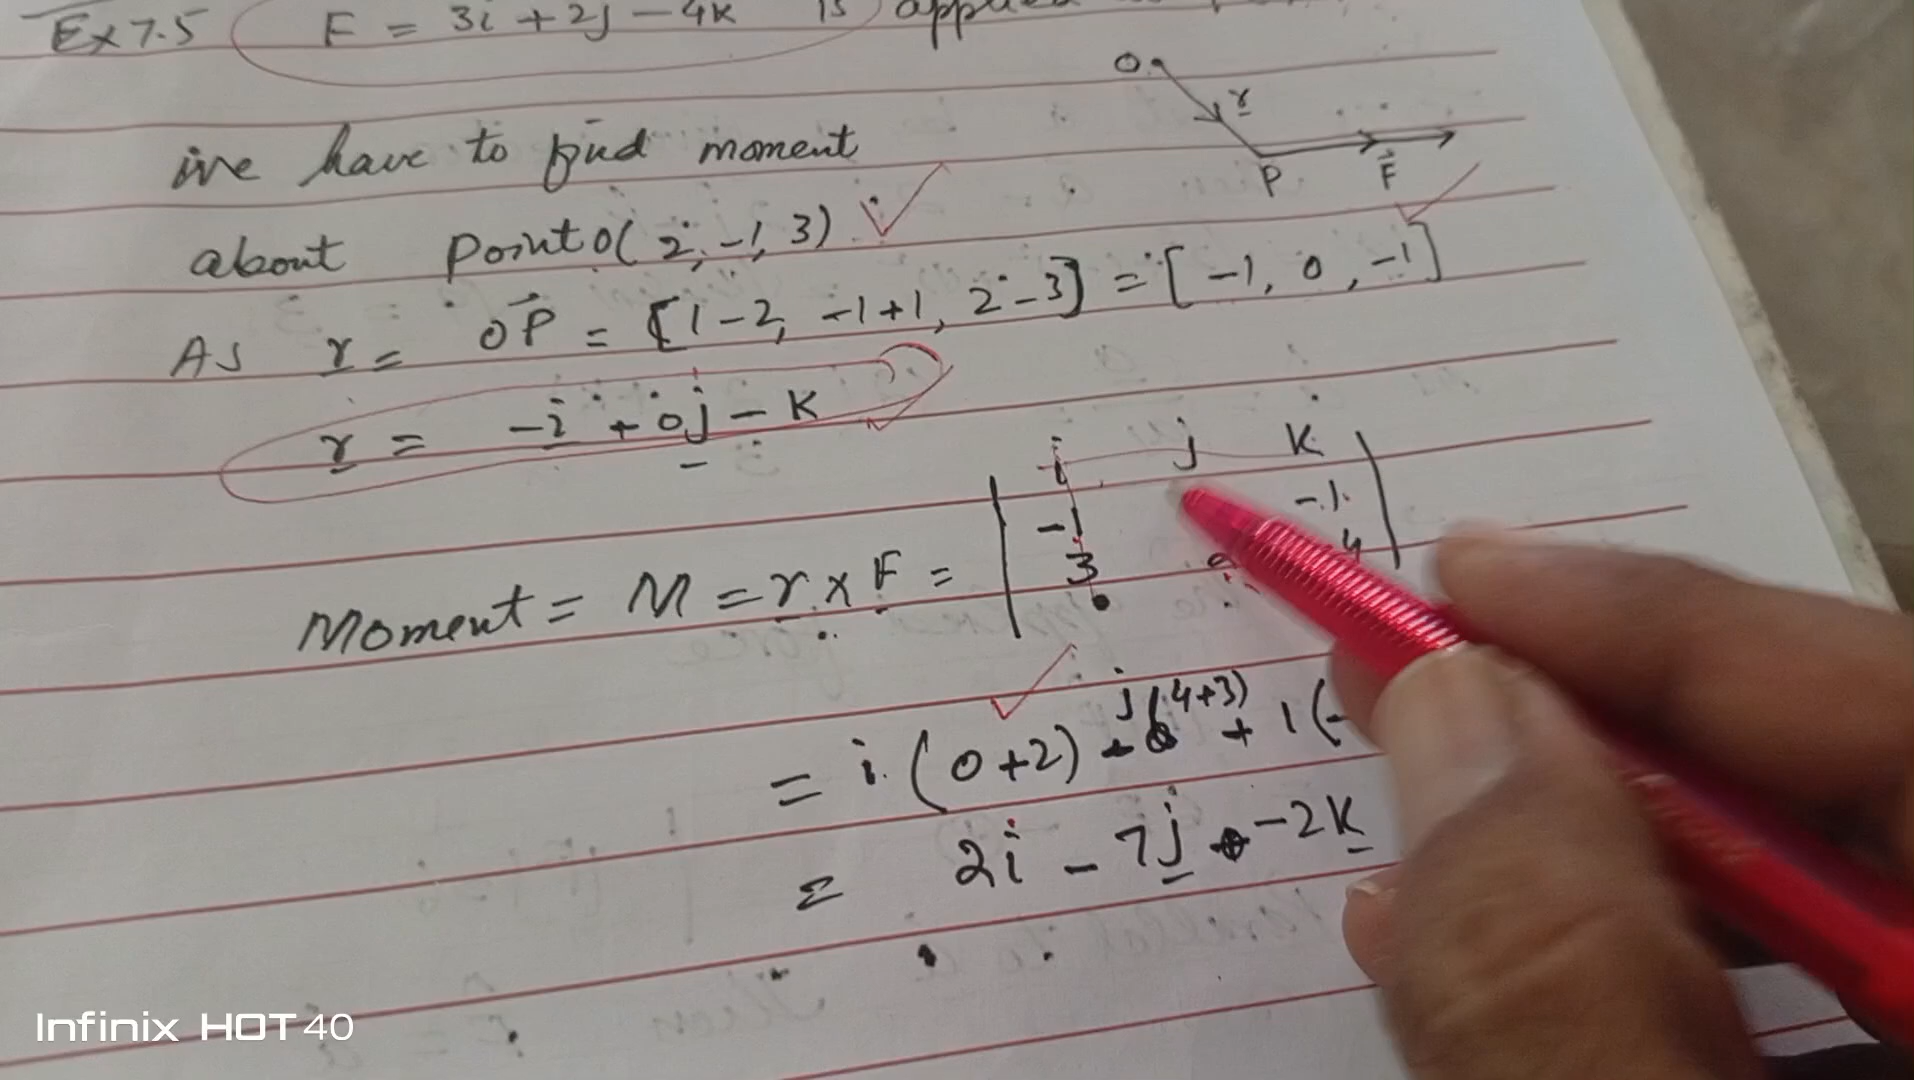 Ex 7.5 F = 3i + 2j - 4k is applied
O. r
we have to find moment
P F
about Point O( 2, -1, 3)
As r = OP = [1-2, -1+1, 2-3] = [-1, 0, -1]
r = -i + 0j - k
i j k
-1 -1
3 4
Moment = M = r x F =
= i (0+2) - j(4+3) + 1(-
= 2i - 7j -2k
Infinix HOT 40